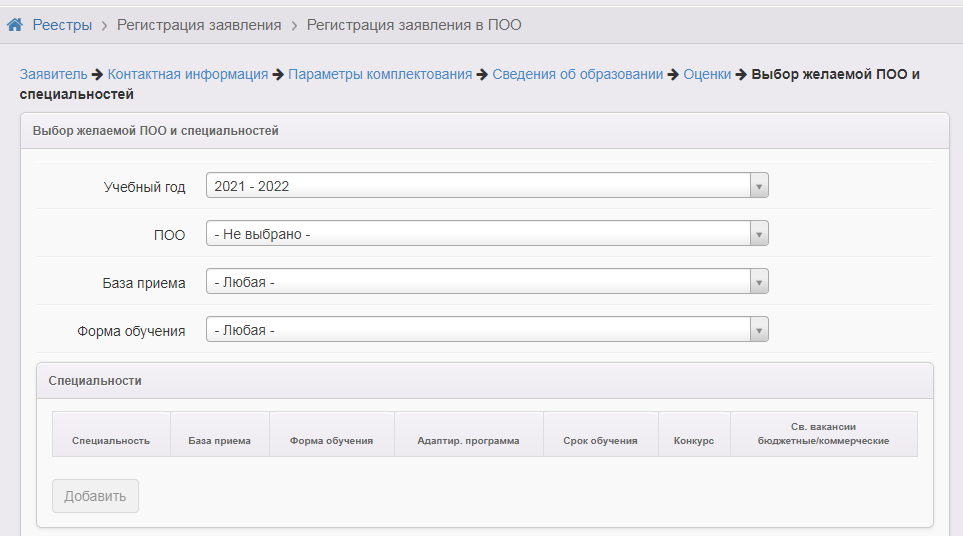 Реестры > Регистрация заявления > Регистрация заявления в ПОО
Заявитель → Контактная информация → Параметры комплектования → Сведения об образовании → Оценки → Выбор желаемой ПОО и
специальностей
Выбор желаемой ПОО и специальностей
Учебный год 2021 - 2022
ПОО - Не выбрано -
База приема - Любая -
Форма обучения - Любая -
Специальности
Специальность База приема Форма обучения Адаптир. программа Срок обучения Конкурс Св. вакансии
бюджетные/коммерческие
Добавить